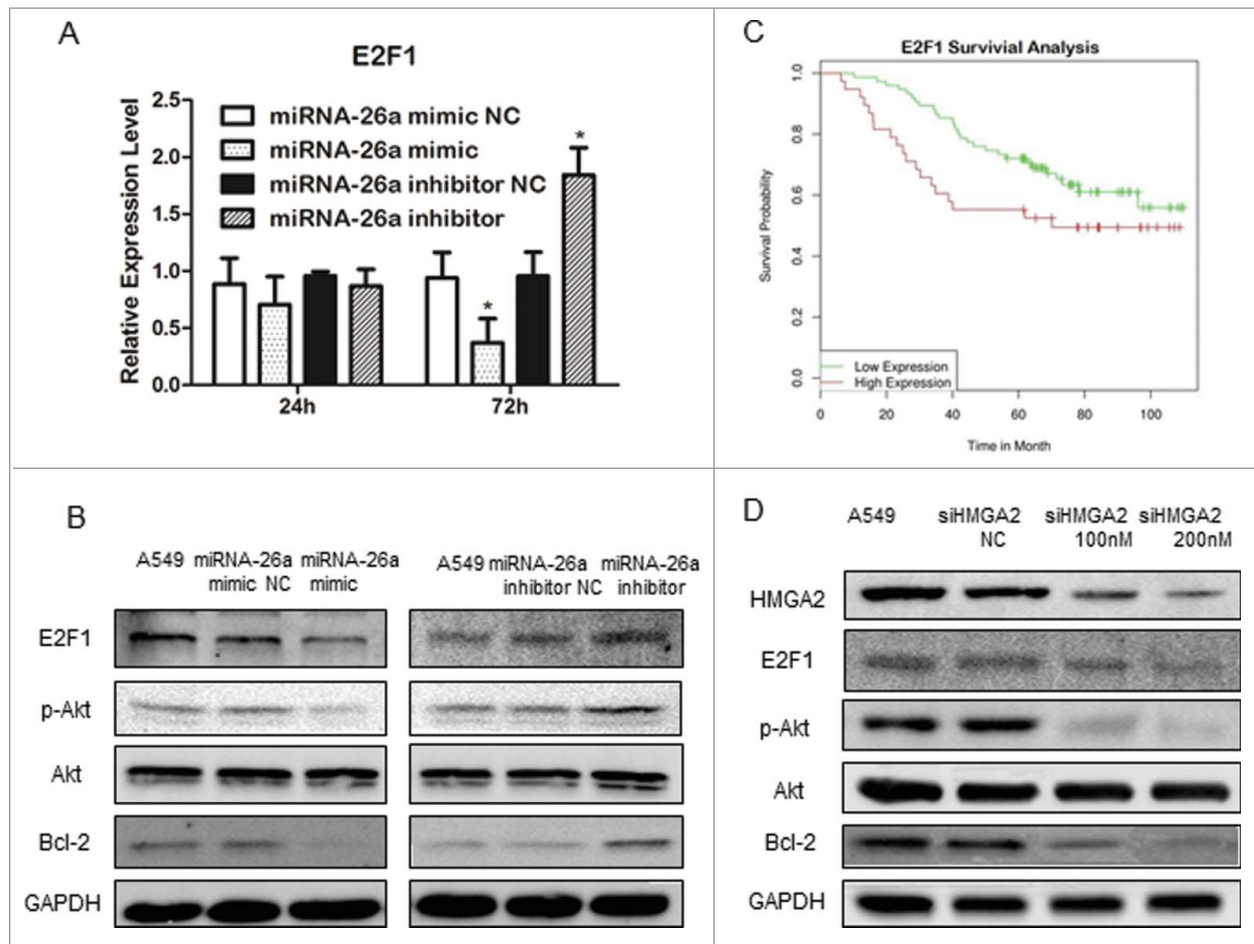 A
E2F1
Relative Expression Level
2.5
2.0
1.5
1.0
0.5
0.0
miRNA-26a mimic NC
miRNA-26a mimic
miRNA-26a inhibitor NC
miRNA-26a inhibitor
*
*
24h
72h
C
E2F1 Survivial Analysis
Survival Probability
1.0
0.8
0.6
0.4
0.2
0.0
Low Expression
High Expression
0 20 40 60 80 100
Time in Month
B
A549 miRNA-26a miRNA-26a
mimic NC mimic
A549 miRNA-26a miRNA-26a
inhibitor NC inhibitor
E2F1
p-Akt
Akt
Bcl-2
GAPDH
D
A549 siHMGA2 siHMGA2 siHMGA2
NC 100nM 200nM
HMGA2
E2F1
p-Akt
Akt
Bcl-2
GAPDH